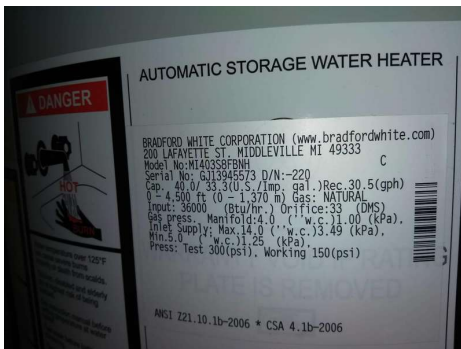 AUTOMATIC STORAGE WATER HEATER
DANGER
HOT
BRADFORD WHITE CORPORATION (www.bradfordwhite.com)
200 LAFAYETTE ST. MIDDLEVILLE MI 49333
Model No:MI403S6FBNH C
Serial No: GJ13945573 D/N:-220
Cap. 40.0/ 33.3(U.S./Imp. gal.)Rec.30.5(gph)
0 - 4,500 ft (0 - 1,370 m) Gas: NATURAL
Input: 36000 (Btu/hr.) Orifice:33 (DMS)
Gas press. Manifold:4.0 (''w.c.)1.00 (kPa).
Inlet Supply: Max.14.0 (''w.c.)3.49 (kPa).
Min.5.0 (''w.c.)1.25 (kPa).
Press: Test 300(psi). Working 150(psi)
PLATE IS REMOVED
ANSI Z21.10.1b-2006 * CSA 4.1b-2006